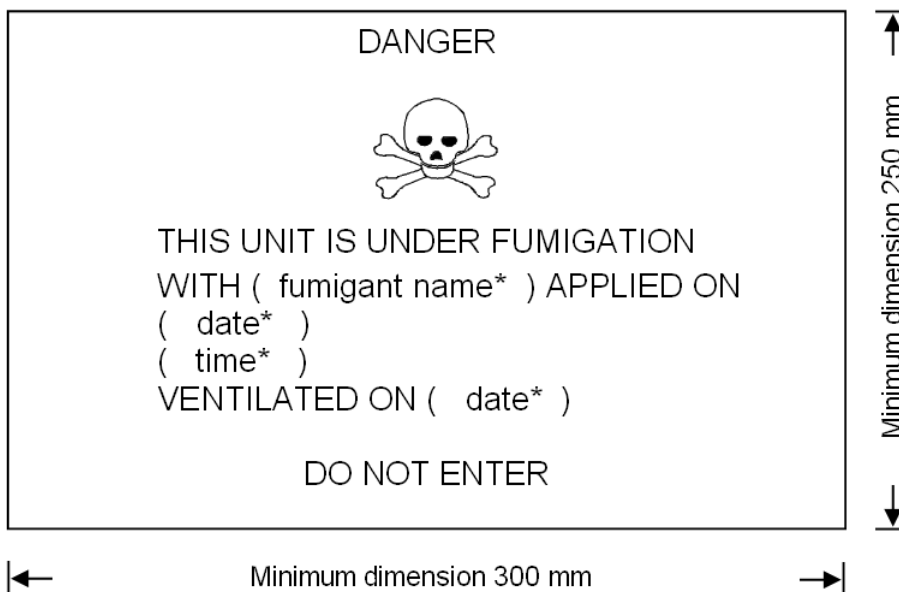 DANGER
THIS UNIT IS UNDER FUMIGATION
WITH ( fumigant name* ) APPLIED ON
( date* )
( time* )
VENTILATED ON ( date* )
DO NOT ENTER
Minimum dimension 250 mm
Minimum dimension 300 mm